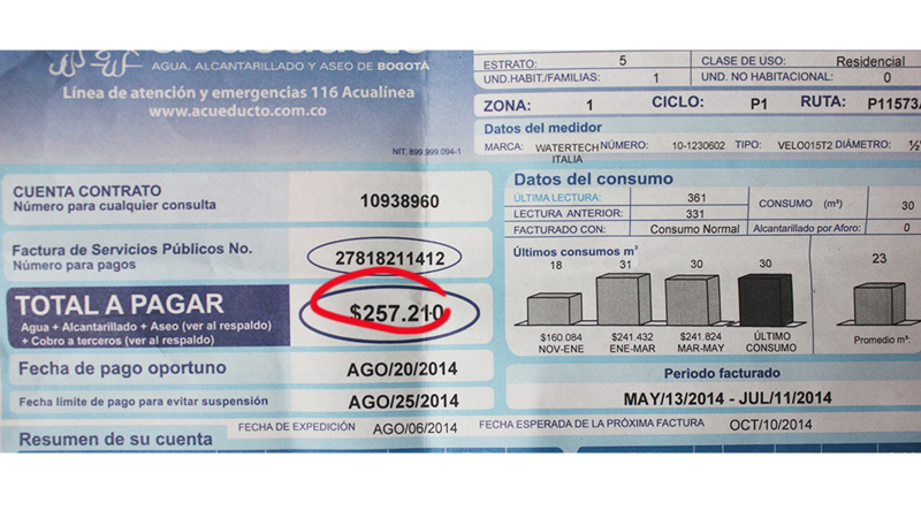 acueducto
AGUA, ALCANTARILLADO Y ASEO DE BOGOTÁ
Línea de atención y emergencias 116 Acualínea
www.acueducto.com.co
NIT. 899.999.094-1
ESTRATO: 5 CLASE DE USO: Residencial
UND.HABIT./FAMILIAS: 1 UND. NO HABITACIONAL: 0
ZONA: 1 CICLO: P1 RUTA: P11573
Datos del medidor
MARCA: WATERTECH NÚMERO: 10-1230602 TIPO: VELO015T2 DIÁMETRO: ½"
ITALIA
CUENTA CONTRATO
Número para cualquier consulta
10938960
Factura de Servicios Públicos No.
Número para pagos
27818211412
TOTAL A PAGAR
Agua + Alcantarillado + Aseo (ver al respaldo)
+ Cobro a terceros (ver al respaldo)
$257.210
Fecha de pago oportuno AGO/20/2014
Fecha límite de pago para evitar suspensión AGO/25/2014
Datos del consumo
ÚLTIMA LECTURA: 361
LECTURA ANTERIOR: 331
CONSUMO (m³) 30
FACTURADO CON: Consumo Normal Alcantarillado por Aforo: 0
Últimos consumos m³
18 31 30 30 23
$160.084 $241.432 $241.824 ÚLTIMO
NOV-ENE ENE-MAR MAR-MAY CONSUMO
Promedio m³.
Periodo facturado
MAY/13/2014 - JUL/11/2014
FECHA DE EXPEDICIÓN AGO/06/2014 FECHA ESPERADA DE LA PRÓXIMA FACTURA OCT/10/2014
Resumen de su cuenta